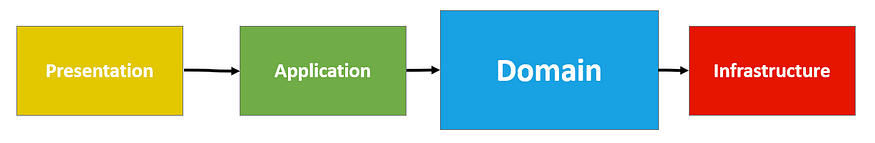 Presentation
Application
Domain
Infrastructure